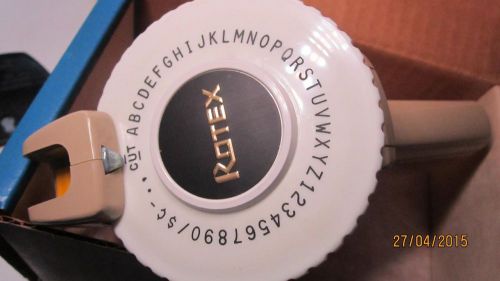 CUT ABCDEFGHIJKLMNOPQRSTUVWXYZ1234567890/$¢-'.
ROTEX
27/04/2015